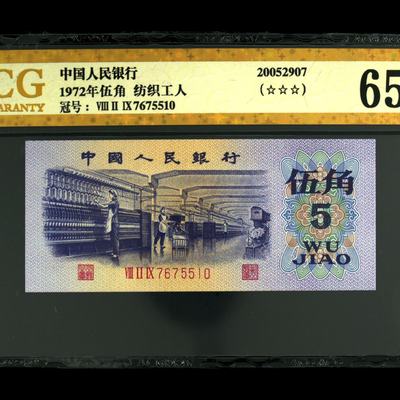 CG
ARANTY
中国人民银行
1972年伍角 纺织工人
冠号：Ⅷ Ⅱ Ⅸ 7675510
20052907
(☆☆☆)
65
中國人民銀行
伍角
5
WU
JIAO
Ⅷ Ⅱ Ⅸ 7675510